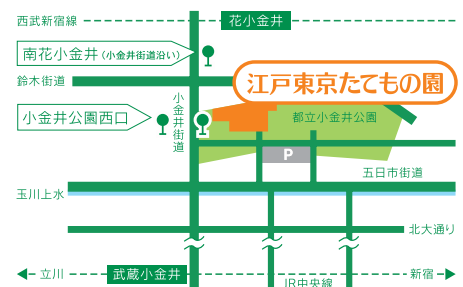 西武新宿線
花小金井
南花小金井（小金井街道沿い）
鈴木街道
江戸東京たてもの園
小金井公園西口
小金井街道
都立小金井公園
P
五日市街道
玉川上水
北大通り
立川
武蔵小金井
新宿
JR中央線